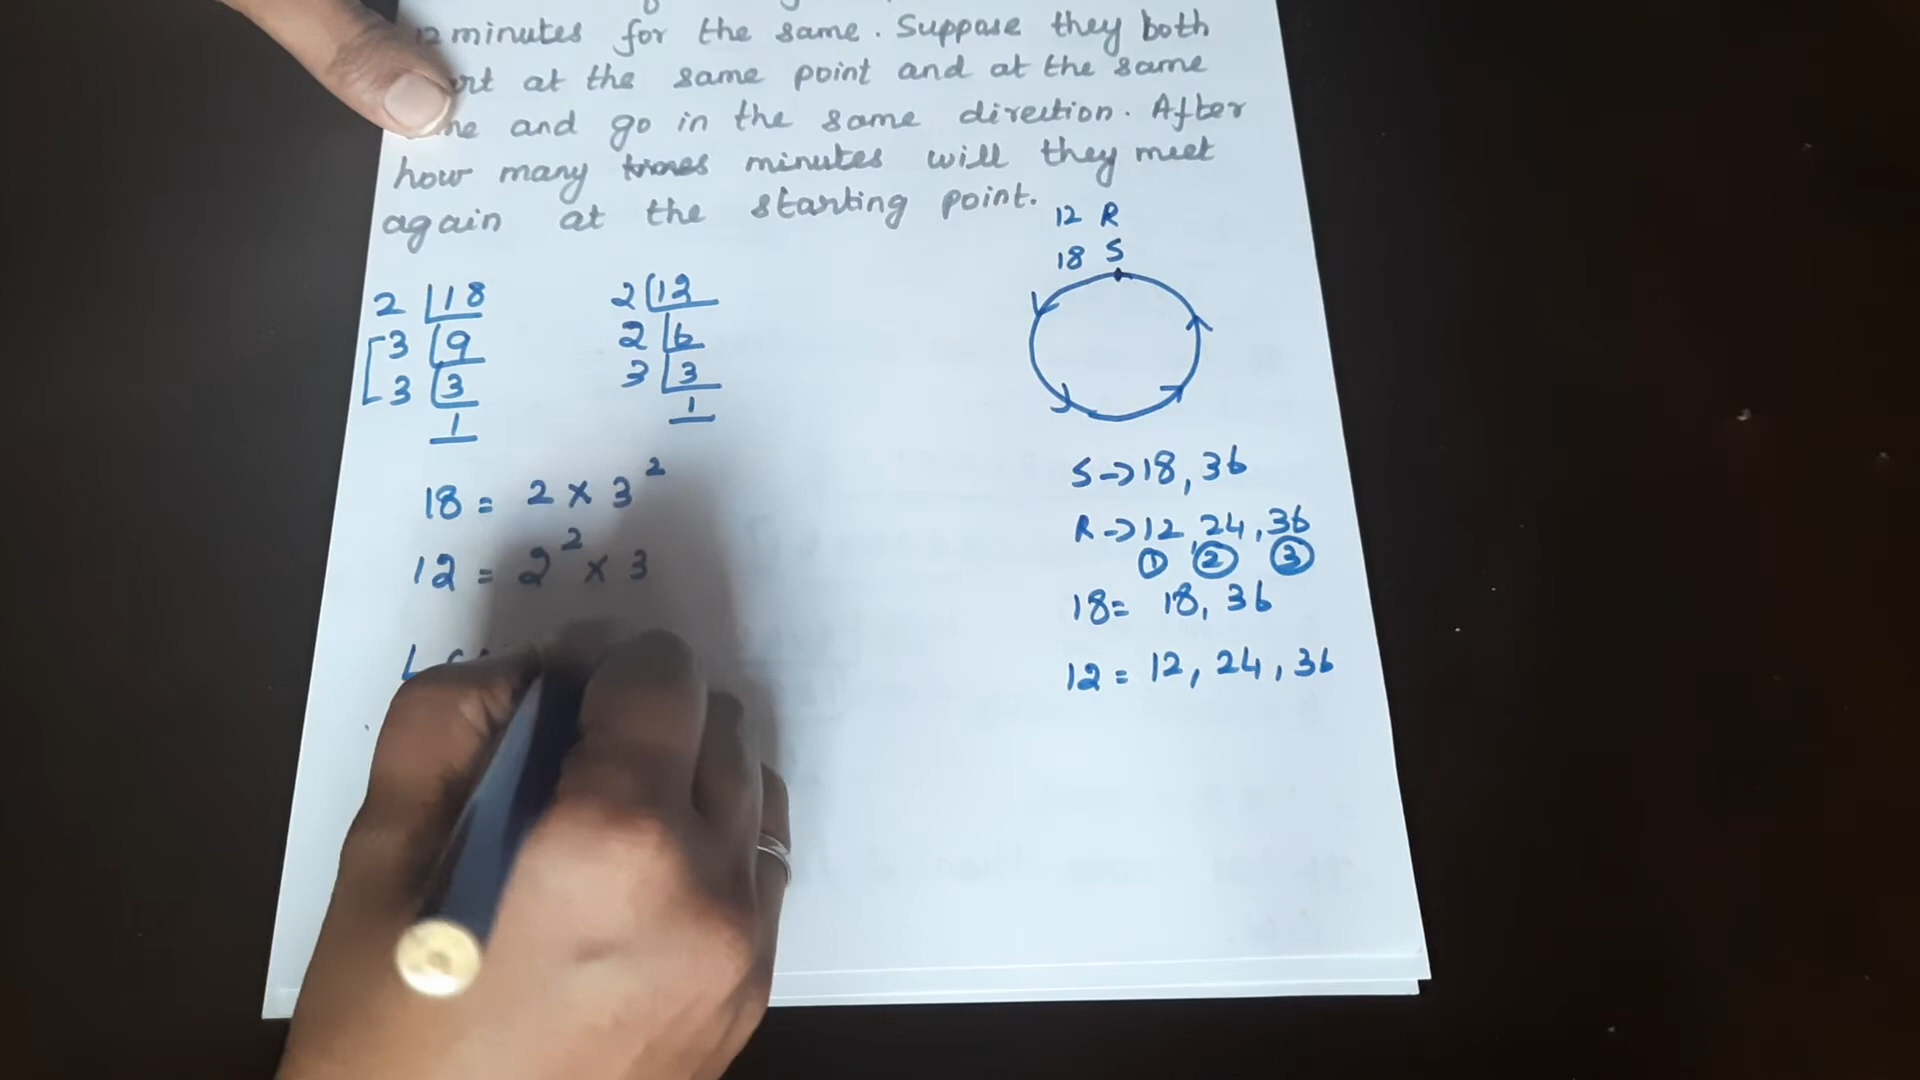 minutes for the same. Suppose they both
at the same point and at the same
and go in the same direction. After
how many times minutes will they meet
again at the starting point.
12 R
18 S
2 18
3 9
3 3
1
2 12
2 6
3 3
1
18 = 2 × 3²
12 = 2² × 3
S → 18, 36
R → 12, 24, 36
① ② ③
18 = 18, 36
12 = 12, 24, 36